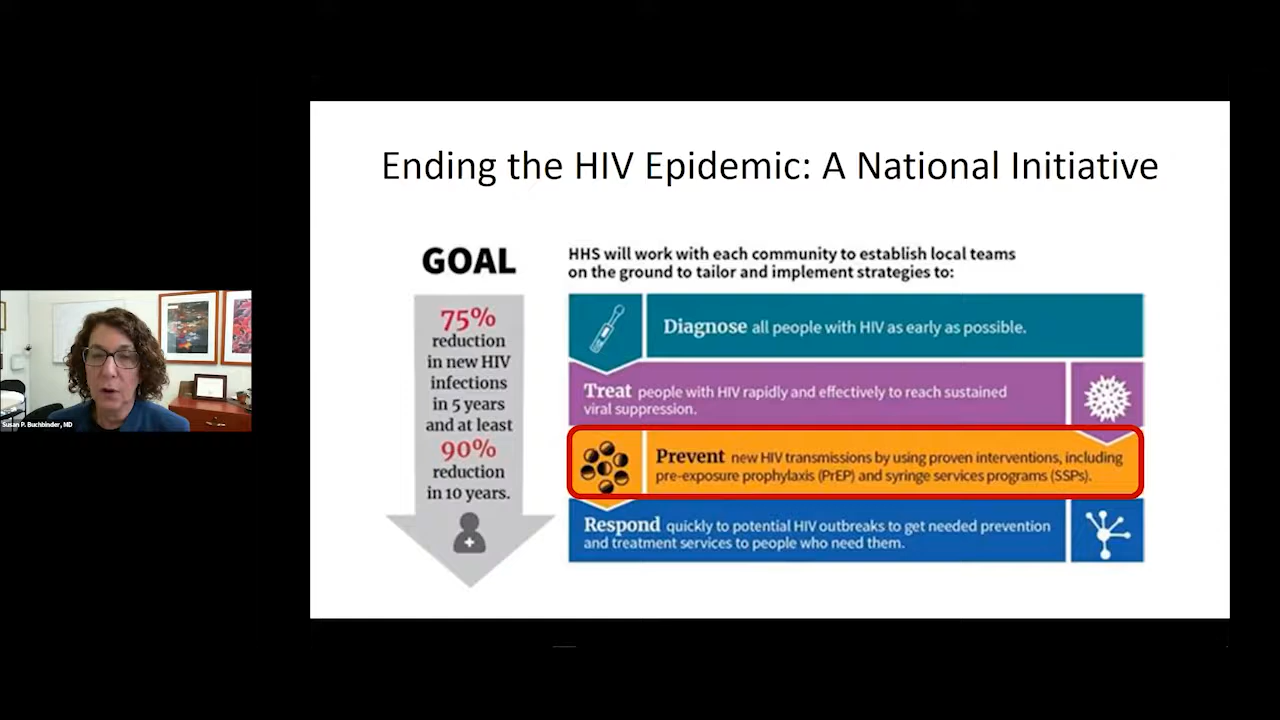 Ending the HIV Epidemic: A National Initiative
GOAL
75%
reduction
in new HIV
infections
in 5 years
and at least
90%
reduction
in 10 years.
HHS will work with each community to establish local teams
on the ground to tailor and implement strategies to:
Diagnose all people with HIV as early as possible.
Treat people with HIV rapidly and effectively to reach sustained
viral suppression.
Prevent new HIV transmissions by using proven interventions, including
pre-exposure prophylaxis (PrEP) and syringe services programs (SSPs).
Respond quickly to potential HIV outbreaks to get needed prevention
and treatment services to people who need them.
Susan P. Buchbinder, MD